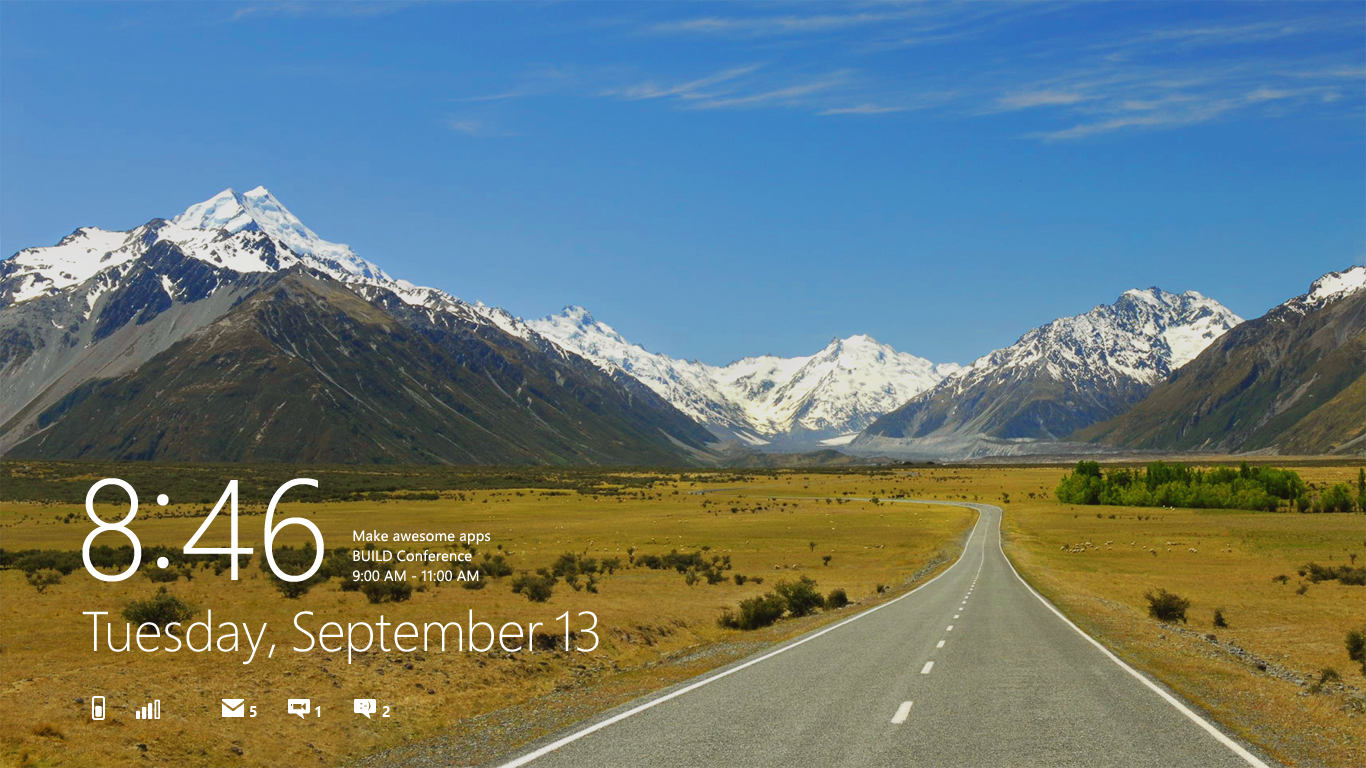 8:46
Make awesome apps
BUILD Conference
9:00 AM - 11:00 AM
Tuesday, September 13
5 1 2